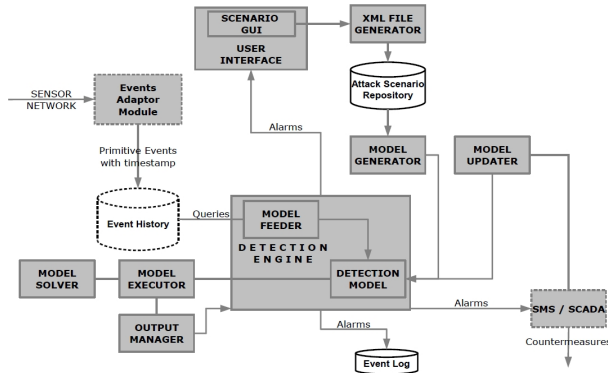 SCENARIO
GUI
USER
INTERFACE
XML FILE
GENERATOR
SENSOR
NETWORK
Events
Adaptor
Module
Attack Scenario
Repository
Alarms
Primitive Events
with timestamp
MODEL
GENERATOR
MODEL
UPDATER
Event History
Queries
MODEL
FEEDER
DETECTION
ENGINE
DETECTION
MODEL
MODEL
SOLVER
MODEL
EXECUTOR
OUTPUT
MANAGER
Alarms
SMS / SCADA
Alarms
Countermeasures
Event Log